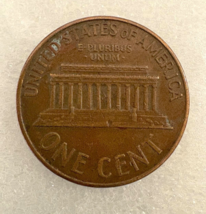 UNITED STATES OF AMERICA
E·PLURIBUS
·UNUM·
ONE CENT